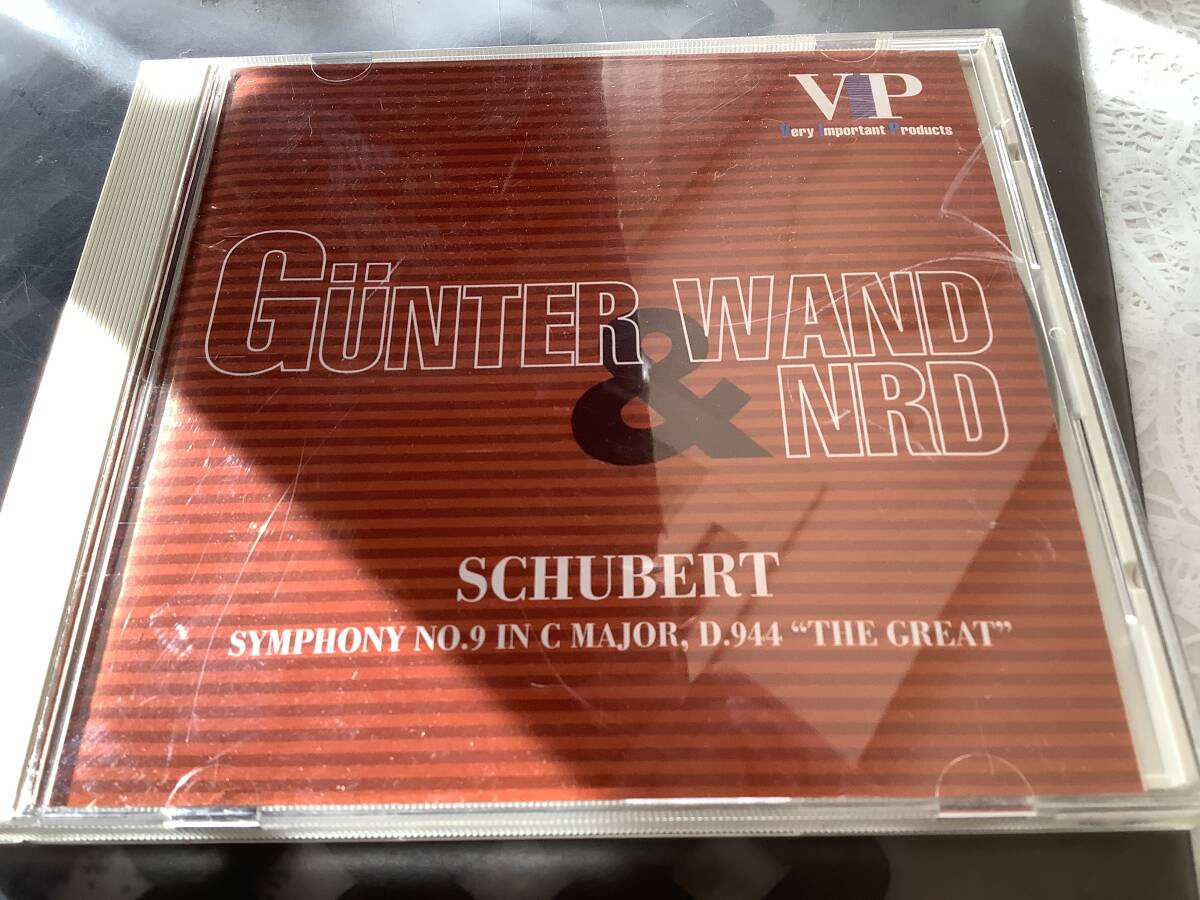 VIP
Very Important Products
GÜNTER WAND
& NRD
SCHUBERT
SYMPHONY NO.9 IN C MAJOR, D.944 “THE GREAT”